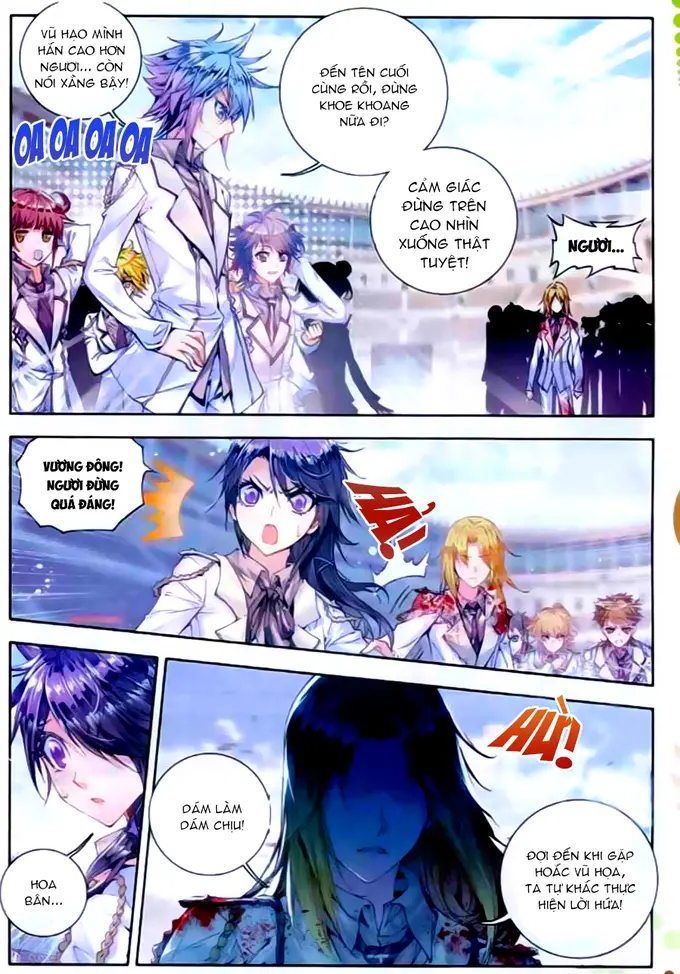 VŨ HẠO MÌNH
HẮN CAO HƠN
NGƯƠI... CÒN
NÓI XẰNG BẬY!
OA OA OA OA
ĐẾN TÊN CUỐI
CÙNG RỒI, ĐỪNG
KHOE KHOANG
NỮA ĐI?
CẢM GIÁC
ĐỪNG TRÊN
CAO NHÌN
XUỐNG THẬT
TUYỆT!
NGƯƠI...
VƯƠNG ĐÔNG!
NGƯƠI ĐỪNG
QUÁ ĐÁNG!
HẢ!
HỪ!
DÁM LÀM
DÁM CHỊU!
HOA
BÂN...
ĐỢI ĐẾN KHI GẶP
HOẮC VŨ HỌA,
TA TỰ KHẮC THỰC
HIỆN LỜI HỨA!